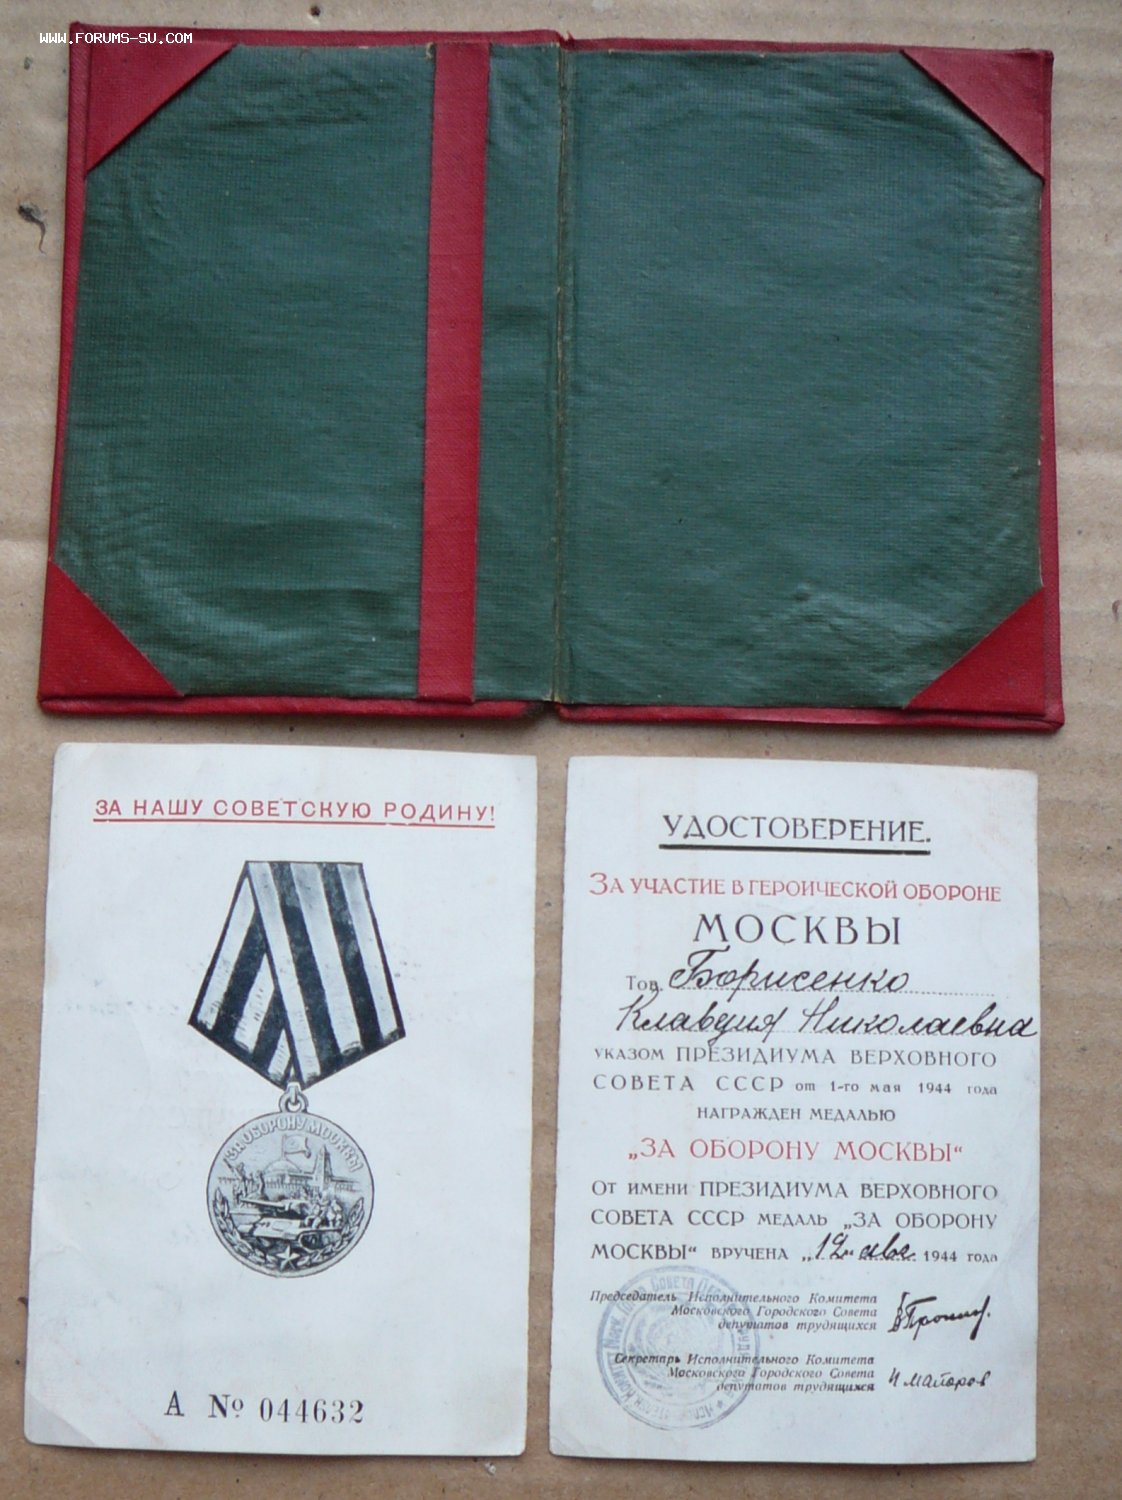 WWW.FORUMS-SU.COM
ЗА НАШУ СОВЕТСКУЮ РОДИНУ!
ЗА ОБОРОНУ МОСКВЫ
А № 044632
УДОСТОВЕРЕНИЕ.
ЗА УЧАСТИЕ В ГЕРОИЧЕСКОЙ ОБОРОНЕ
МОСКВЫ
Тов. Борисенко
Клавдия Николаевна
УКАЗОМ ПРЕЗИДИУМА ВЕРХОВНОГО
СОВЕТА СССР от 1-го мая 1944 года
НАГРАЖДЕН МЕДАЛЬЮ
„ЗА ОБОРОНУ МОСКВЫ“
ОТ ИМЕНИ ПРЕЗИДИУМА ВЕРХОВНОГО
СОВЕТА СССР МЕДАЛЬ „ЗА ОБОРОНУ
МОСКВЫ“ ВРУЧЕНА „12“ авг. 1944 года
Председатель Исполнительного Комитета
Московского Городского Совета
депутатов трудящихся
В Пронин.
Секретарь Исполнительного Комитета
Московского Городского Совета
депутатов трудящихся
П Майоров